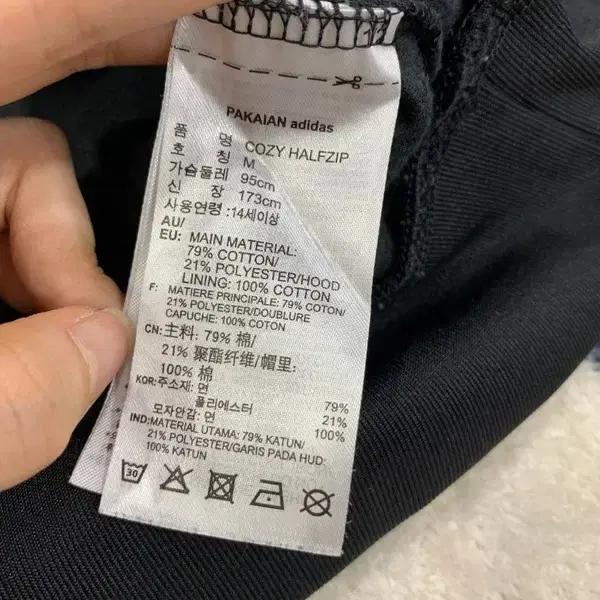 PAKAIAN adidas
품 명 COZY HALFZIP
호 칭 M
가슴둘레 95cm
신 장 173cm
사용연령 :14세이상
AU/
EU: MAIN MATERIAL:
79% COTTON/
21% POLYESTER/HOOD
LINING: 100% COTTON
F: MATIERE PRINCIPALE: 79% COTON/
21% POLYESTER/DOUBLURE
CAPUCHE: 100% COTON
CN: 主料: 79% 棉/
21% 聚酯纤维/帽里:
100% 棉
KOR:주소재: 면 79%
폴리에스터 21%
모자안감: 면 100%
IND:MATERIAL UTAMA: 79% KATUN/
21% POLYESTER/GARIS PADA HUD:
100% KATUN
30